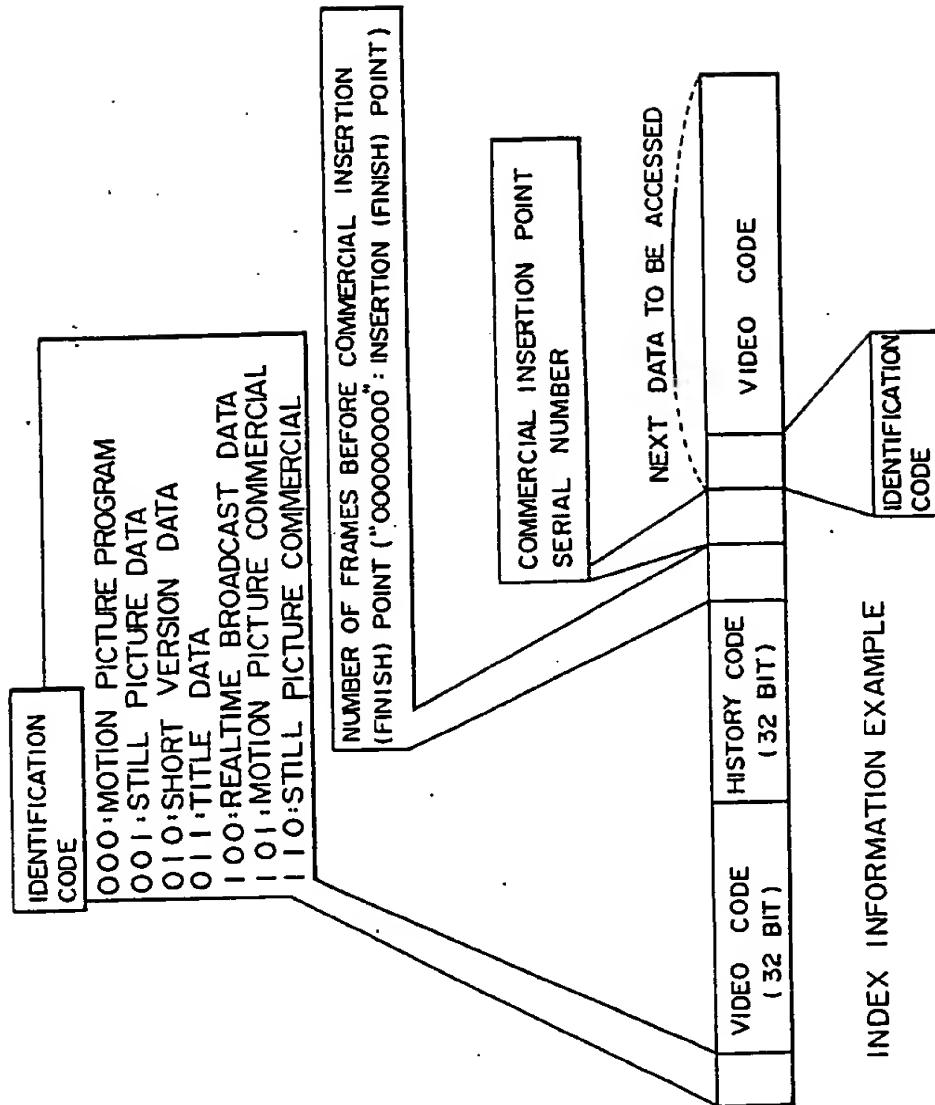 IDENTIFICATION
CODE
000:MOTION PICTURE PROGRAM
001:STILL PICTURE DATA
010:SHORT VERSION DATA
011:TITLE DATA
100:REALTIME BROADCAST DATA
101:MOTION PICTURE COMMERCIAL
110:STILL PICTURE COMMERCIAL
NUMBER OF FRAMES BEFORE COMMERCIAL INSERTION
(FINISH) POINT ("0000000": INSERTION (FINISH) POINT)
COMMERCIAL INSERTION POINT
SERIAL NUMBER
NEXT DATA TO BE ACCESSED
VIDEO CODE
(32 BIT)
HISTORY CODE
(32 BIT)
VIDEO CODE
IDENTIFICATION
CODE
INDEX INFORMATION EXAMPLE